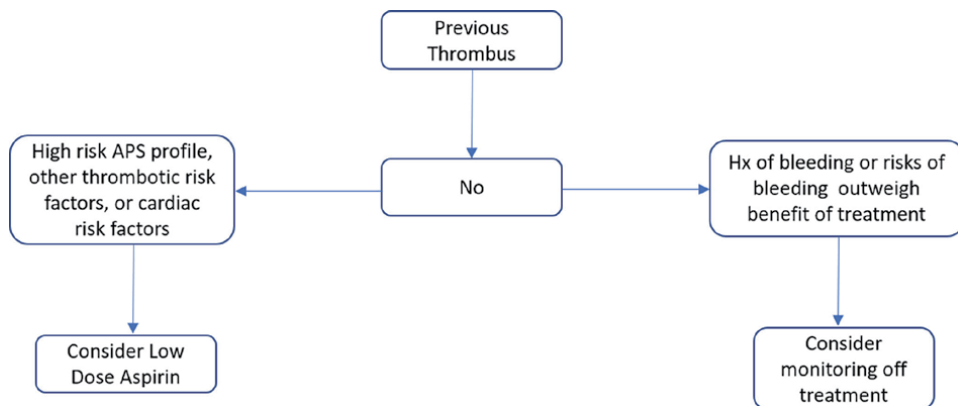 Previous
Thrombus
High risk APS profile,
other thrombotic risk
factors, or cardiac
risk factors
No
Hx of bleeding or risks of
bleeding outweigh
benefit of treatment
Consider Low
Dose Aspirin
Consider
monitoring off
treatment